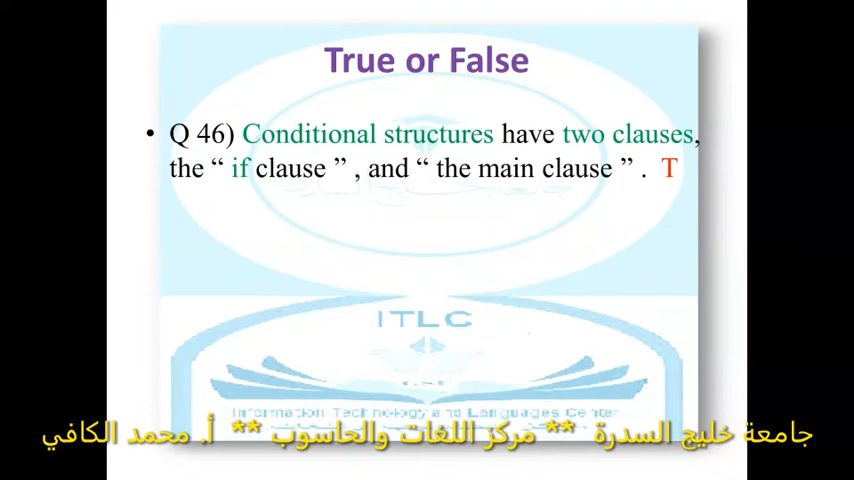 True or False
• Q 46) Conditional structures have two clauses,
the “ if clause ” , and “ the main clause ” . T
ITLC
Information Technology and Languages Center
جامعة خليج السدرة ** مركز اللغات والحاسوب ** أ. محمد الكافي